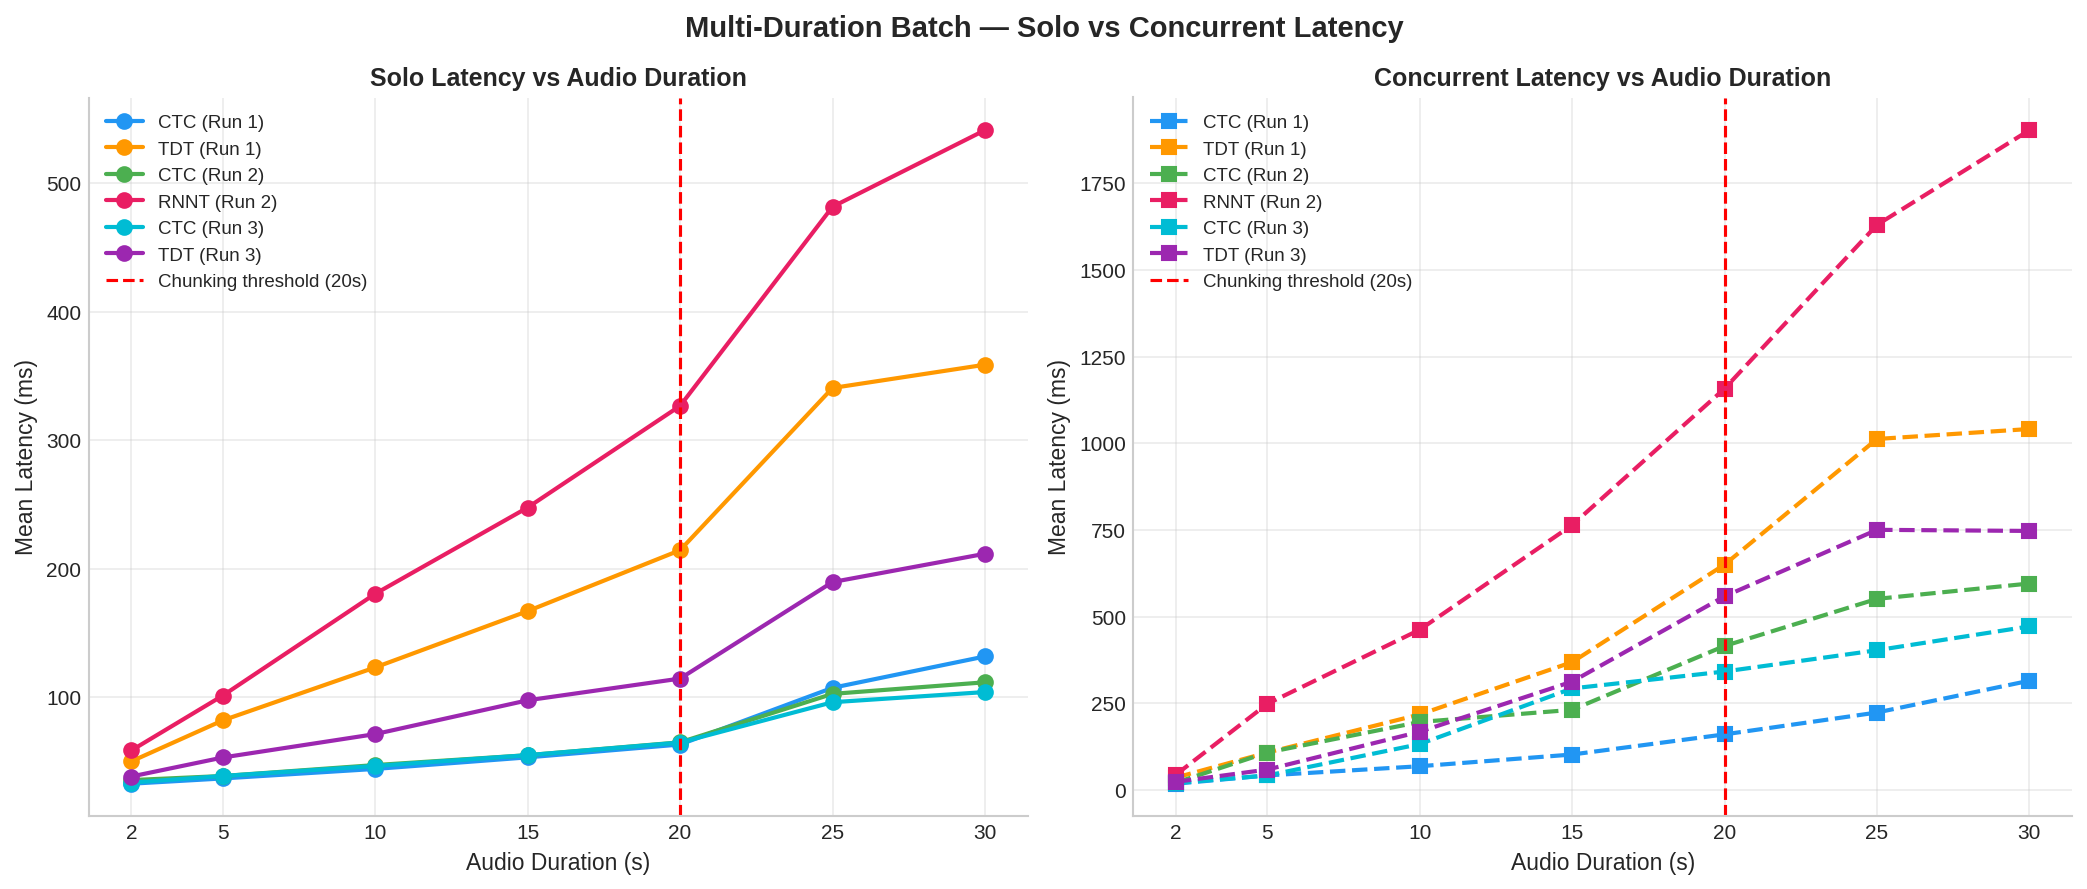 Multi-Duration Batch — Solo vs Concurrent Latency
Solo Latency vs Audio Duration
CTC (Run 1)
TDT (Run 1)
CTC (Run 2)
RNNT (Run 2)
CTC (Run 3)
TDT (Run 3)
Chunking threshold (20s)
Mean Latency (ms)
500
400
300
200
100
2 5 10 15 20 25 30
Audio Duration (s)
Concurrent Latency vs Audio Duration
CTC (Run 1)
TDT (Run 1)
CTC (Run 2)
RNNT (Run 2)
CTC (Run 3)
TDT (Run 3)
Chunking threshold (20s)
Mean Latency (ms)
1750
1500
1250
1000
750
500
250
0
2 5 10 15 20 25 30
Audio Duration (s)